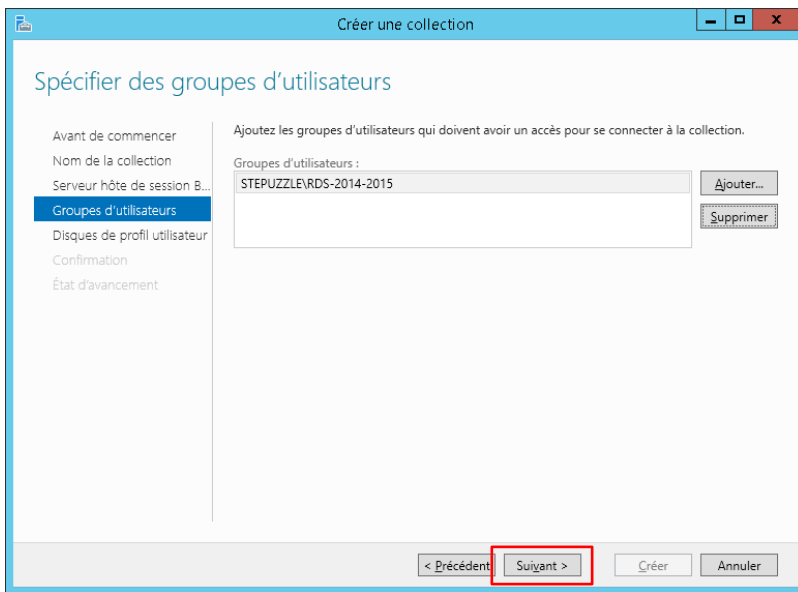 Créer une collection
Spécifier des groupes d'utilisateurs
Avant de commencer
Nom de la collection
Serveur hôte de session B...
Groupes d'utilisateurs
Disques de profil utilisateur
Confirmation
État d'avancement
Ajoutez les groupes d'utilisateurs qui doivent avoir un accès pour se connecter à la collection.
Groupes d'utilisateurs :
STEPUZZLE\RDS-2014-2015
Ajouter...
Supprimer
< Précédent
Suivant >
Créer
Annuler